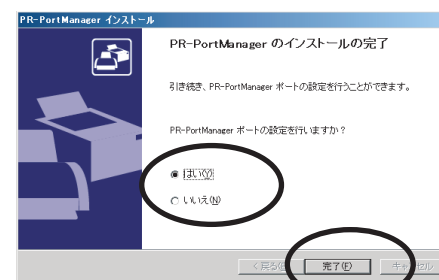 PR-PortManager インストール
PR-PortManager のインストールの完了
引き続き、PR-PortManager ポートの設定を行うことができます。
PR-PortManager ポートの設定を行いますか？
はい(Y)
いいえ(N)
< 戻る(B) 完了(F) キャンセル